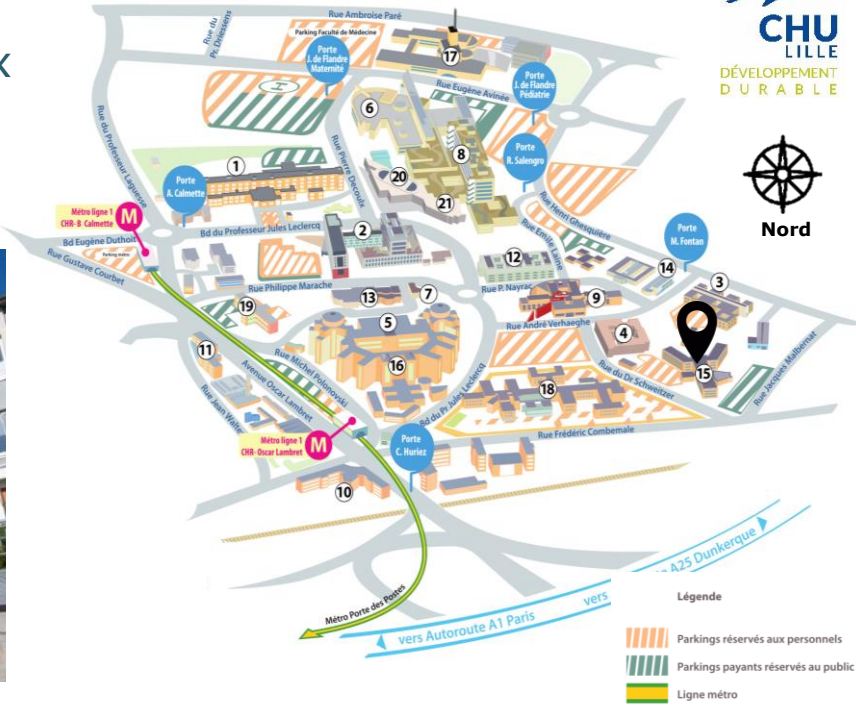 x
Rue Ambroise Paré
CHU
LILLE
DÉVELOPPEMENT
DURABLE
Rue du
Pr. Driessens
Parking Faculté de Médecine
17
Porte
J. de Flandre
Maternité
Porte
J. de Flandre
Pédiatrie
Rue Eugène Avinée
H
6
8
Rue du Professeur Laguesse
Rue Pierre Decoulx
Porte
R. Salengro
1
20
Porte
A. Calmette
21
Rue Henri Ghesquière
Nord
Métro ligne 1
CHR- B Calmette
M
Bd du Professeur Jules Leclercq
2
Rue Emile Laine
Porte
M. Fontan
Bd Eugène Duthoit
Parking métro
12
14
Rue Gustave Courbet
Rue Philippe Marache
13
7
Rue P. Nayrac
9
3
19
5
Rue André Verhaeghe
4
11
Rue Michel Polonovski
16
15
Rue du Dr Schweitzer
Rue Jacques Malbernat
Avenue Oscar Lambret
Rue Jean Walter
Bd du Pr Jules Leclercq
18
Métro ligne 1
CHR- Oscar Lambret
M
Porte
C. Huriez
Rue Frédéric Combemale
10
Métro Porte des Postes
vers Autoroute A1 Paris
vers
A25 Dunkerque
Légende
Parkings réservés aux personnels
Parkings payants réservés au public
Ligne métro